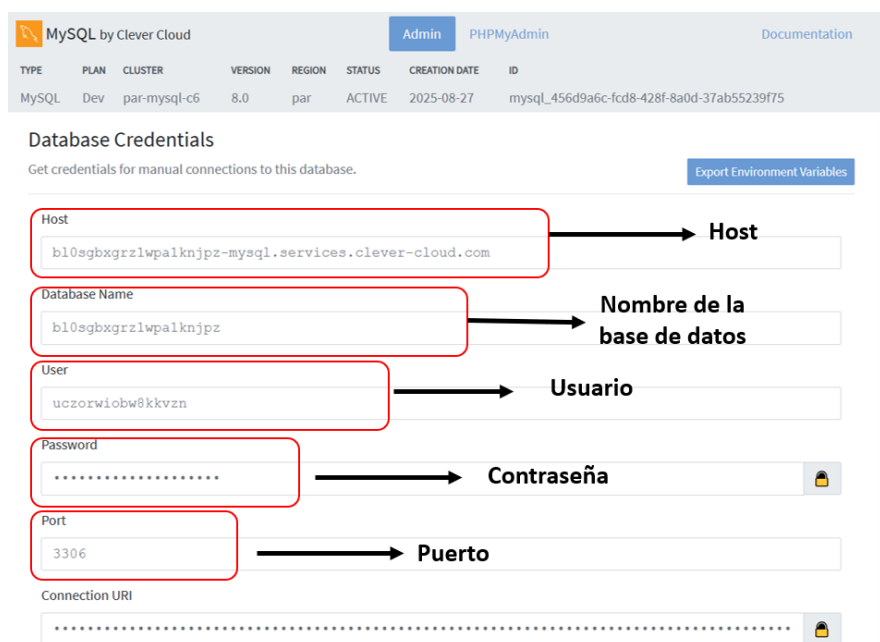 MySQL by Clever Cloud Admin PHPMyAdmin Documentation
TYPE PLAN CLUSTER VERSION REGION STATUS CREATION DATE ID
MySQL Dev par-mysql-c6 8.0 par ACTIVE 2025-08-27 mysql_456d9a6c-fcd8-428f-8a0d-37ab55239f75
Database Credentials
Get credentials for manual connections to this database.
Export Environment Variables
Host
bl0sgbxgrzlwpa1knjpz-mysql.services.clever-cloud.com
Host
Database Name
bl0sgbxgrzlwpa1knjpz
Nombre de la
base de datos
User
uczorwiobw8kkvzn
Usuario
Password
••••••••••••••••••••
Contraseña
Port
3306
Puerto
Connection URI